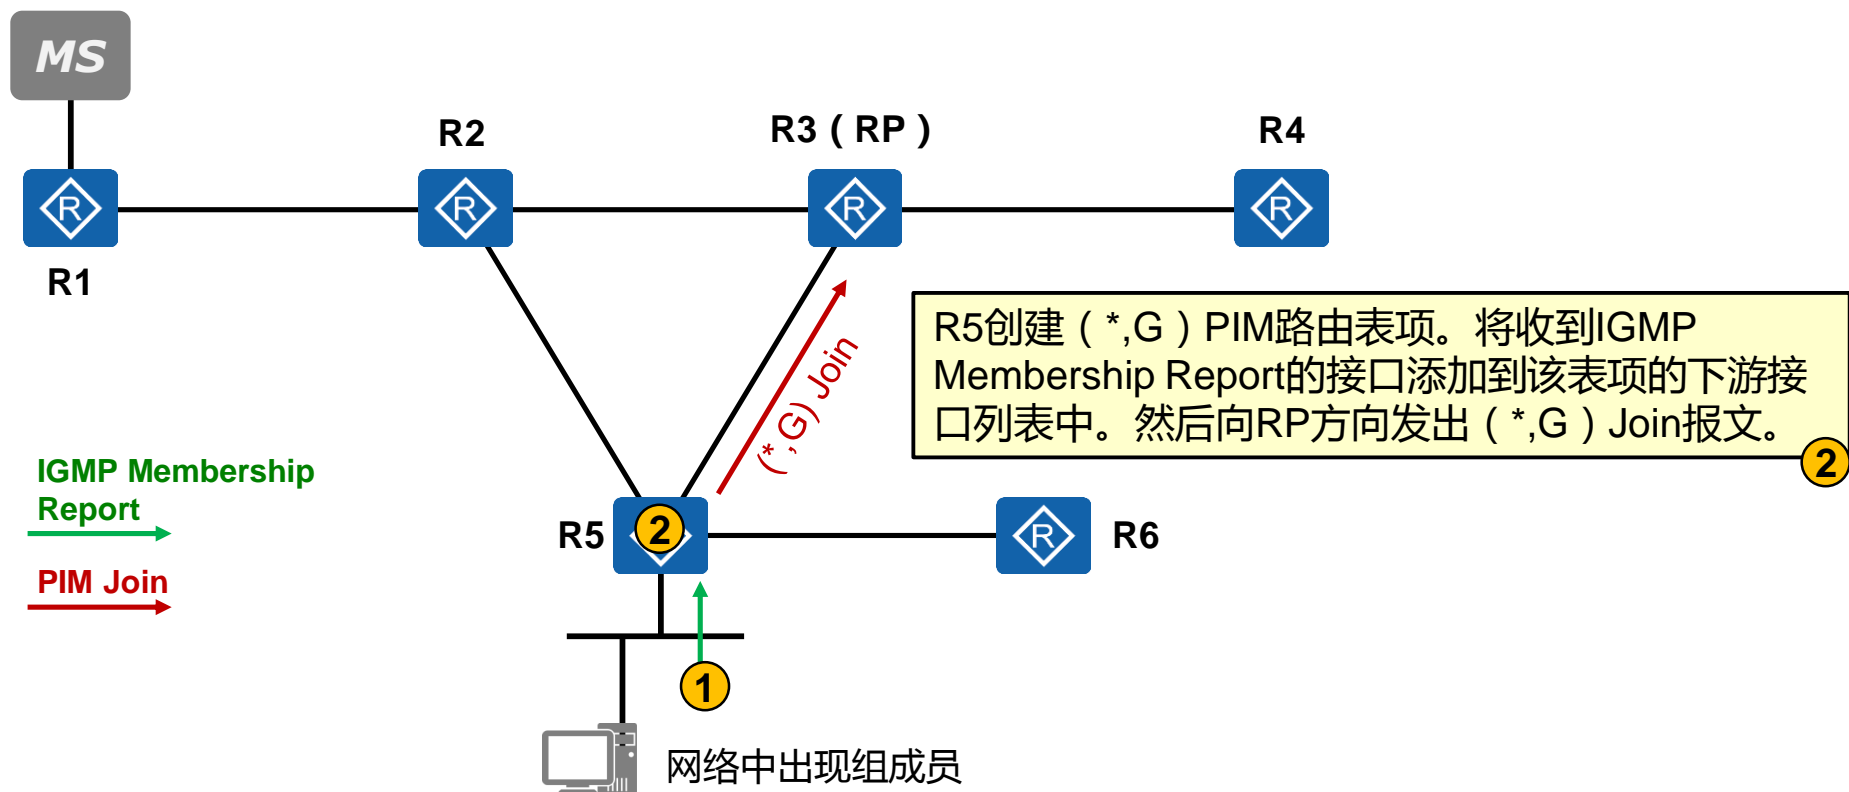 MS
R2
R3（RP）
R4
R1
R5创建（*,G）PIM路由表项。将收到IGMP
Membership Report的接口添加到该表项的下游接
口列表中。然后向RP方向发出（*,G）Join报文。
2
(*,G) Join
IGMP Membership
Report
PIM Join
R5
2
R6
1
网络中出现组成员